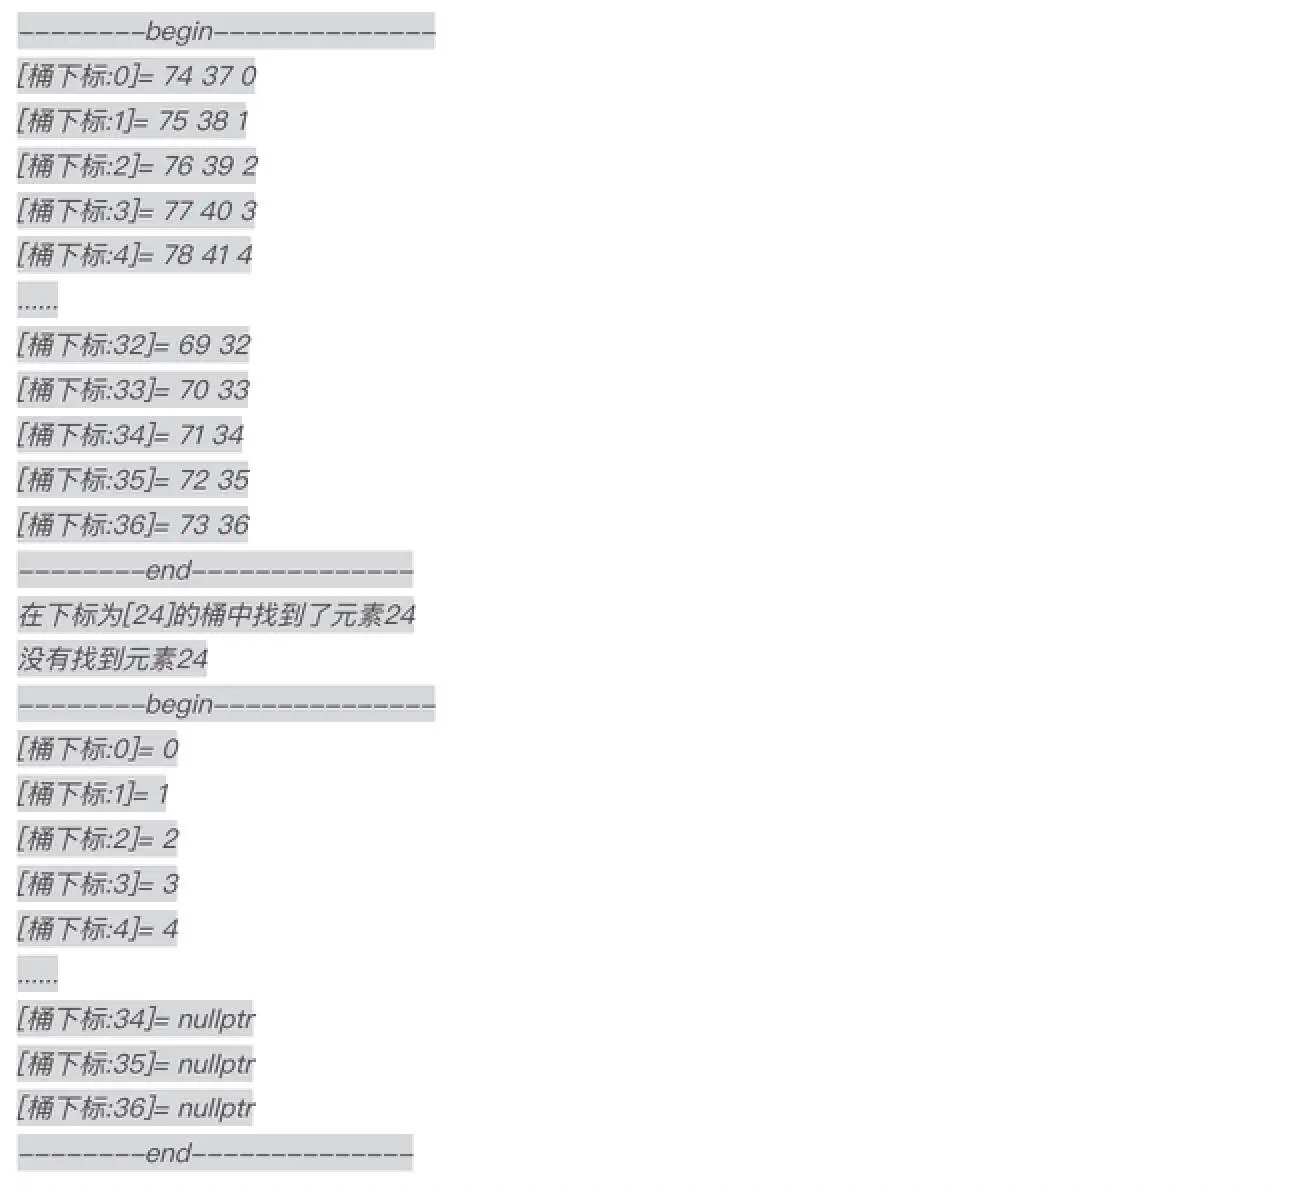 --------begin--------------
[桶下标:0]= 74 37 0
[桶下标:1]= 75 38 1
[桶下标:2]= 76 39 2
[桶下标:3]= 77 40 3
[桶下标:4]= 78 41 4
......
[桶下标:32]= 69 32
[桶下标:33]= 70 33
[桶下标:34]= 71 34
[桶下标:35]= 72 35
[桶下标:36]= 73 36
--------end--------------
在下标为[24]的桶中找到了元素24
没有找到元素24
--------begin--------------
[桶下标:0]= 0
[桶下标:1]= 1
[桶下标:2]= 2
[桶下标:3]= 3
[桶下标:4]= 4
......
[桶下标:34]= nullptr
[桶下标:35]= nullptr
[桶下标:36]= nullptr
--------end--------------